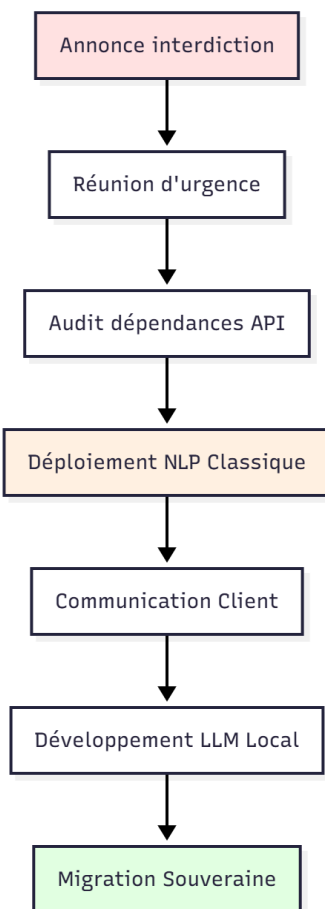 Annonce interdiction
Réunion d'urgence
Audit dépendances API
Déploiement NLP Classique
Communication Client
Développement LLM Local
Migration Souveraine